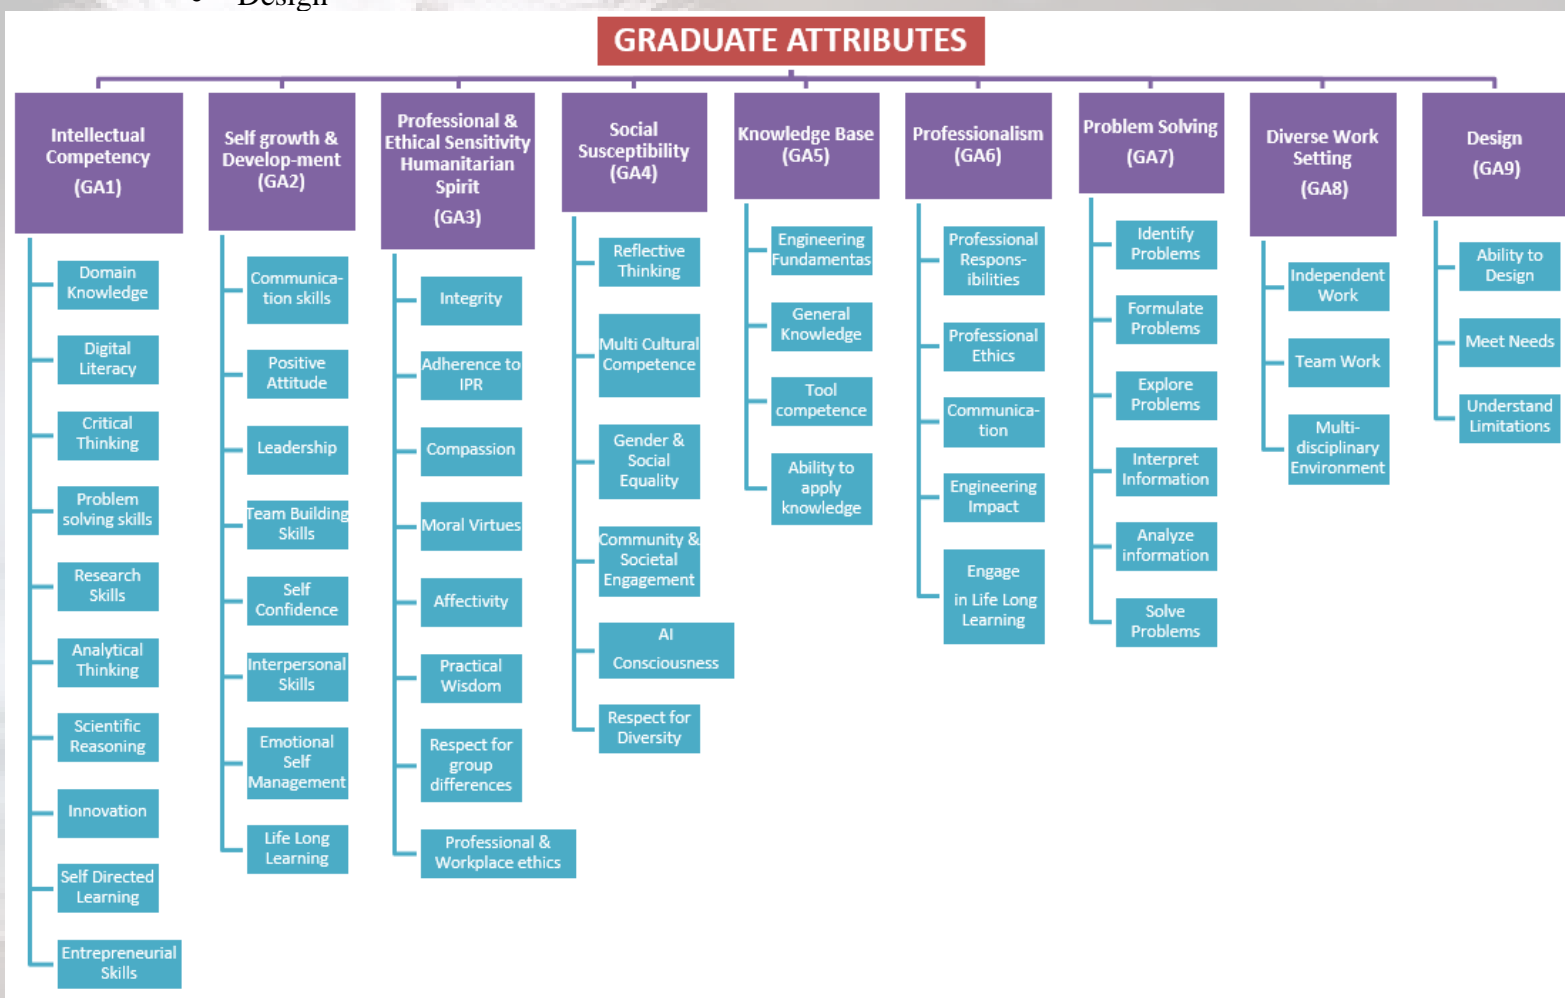 Design
GRADUATE ATTRIBUTES
Intellectual
Competency
(GA1)
Domain
Knowledge
Digital
Literacy
Critical
Thinking
Problem
solving skills
Research
Skills
Analytical
Thinking
Scientific
Reasoning
Innovation
Self Directed
Learning
Entrepreneurial
Skills
Self growth &
Develop-ment
(GA2)
Communica-
tion skills
Positive
Attitude
Leadership
Team Building
Skills
Self
Confidence
Interpersonal
Skills
Emotional
Self
Management
Life Long
Learning
Professional &
Ethical Sensitivity
Humanitarian
Spirit
(GA3)
Integrity
Adherence to
IPR
Compassion
Moral Virtues
Affectivity
Practical
Wisdom
Respect for
group
differences
Professional &
Workplace ethics
Social
Susceptibility
(GA4)
Reflective
Thinking
Multi Cultural
Competence
Gender &
Social
Equality
Community &
Societal
Engagement
AI
Consciousness
Respect for
Diversity
Knowledge Base
(GA5)
Engineering
Fundamentas
General
Knowledge
Tool
competence
Ability to
apply
knowledge
Professionalism
(GA6)
Professional
Respons-
ibilities
Professional
Ethics
Communica-
tion
Engineering
Impact
Engage
in Life Long
Learning
Problem Solving
(GA7)
Identify
Problems
Formulate
Problems
Explore
Problems
Interpret
Information
Analyze
information
Solve
Problems
Diverse Work
Setting
(GA8)
Independent
Work
Team Work
Multi-
disciplinary
Environment
Design
(GA9)
Ability to
Design
Meet Needs
Understand
Limitations